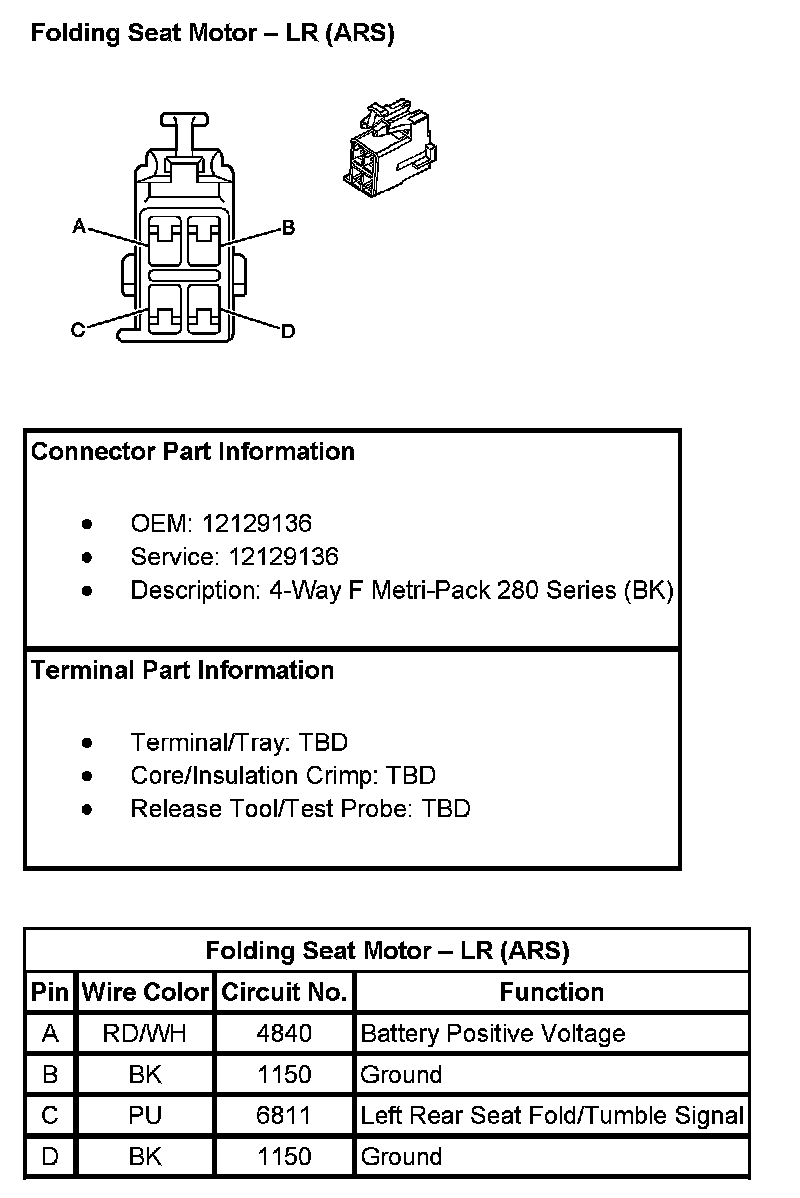 Folding Seat Motor – LR (ARS)
A
B
C
D
Connector Part Information
• OEM: 12129136
• Service: 12129136
• Description: 4-Way F Metri-Pack 280 Series (BK)
Terminal Part Information
• Terminal/Tray: TBD
• Core/Insulation Crimp: TBD
• Release Tool/Test Probe: TBD
Folding Seat Motor – LR (ARS)
Pin Wire Color Circuit No. Function
A RD/WH 4840 Battery Positive Voltage
B BK 1150 Ground
C PU 6811 Left Rear Seat Fold/Tumble Signal
D BK 1150 Ground